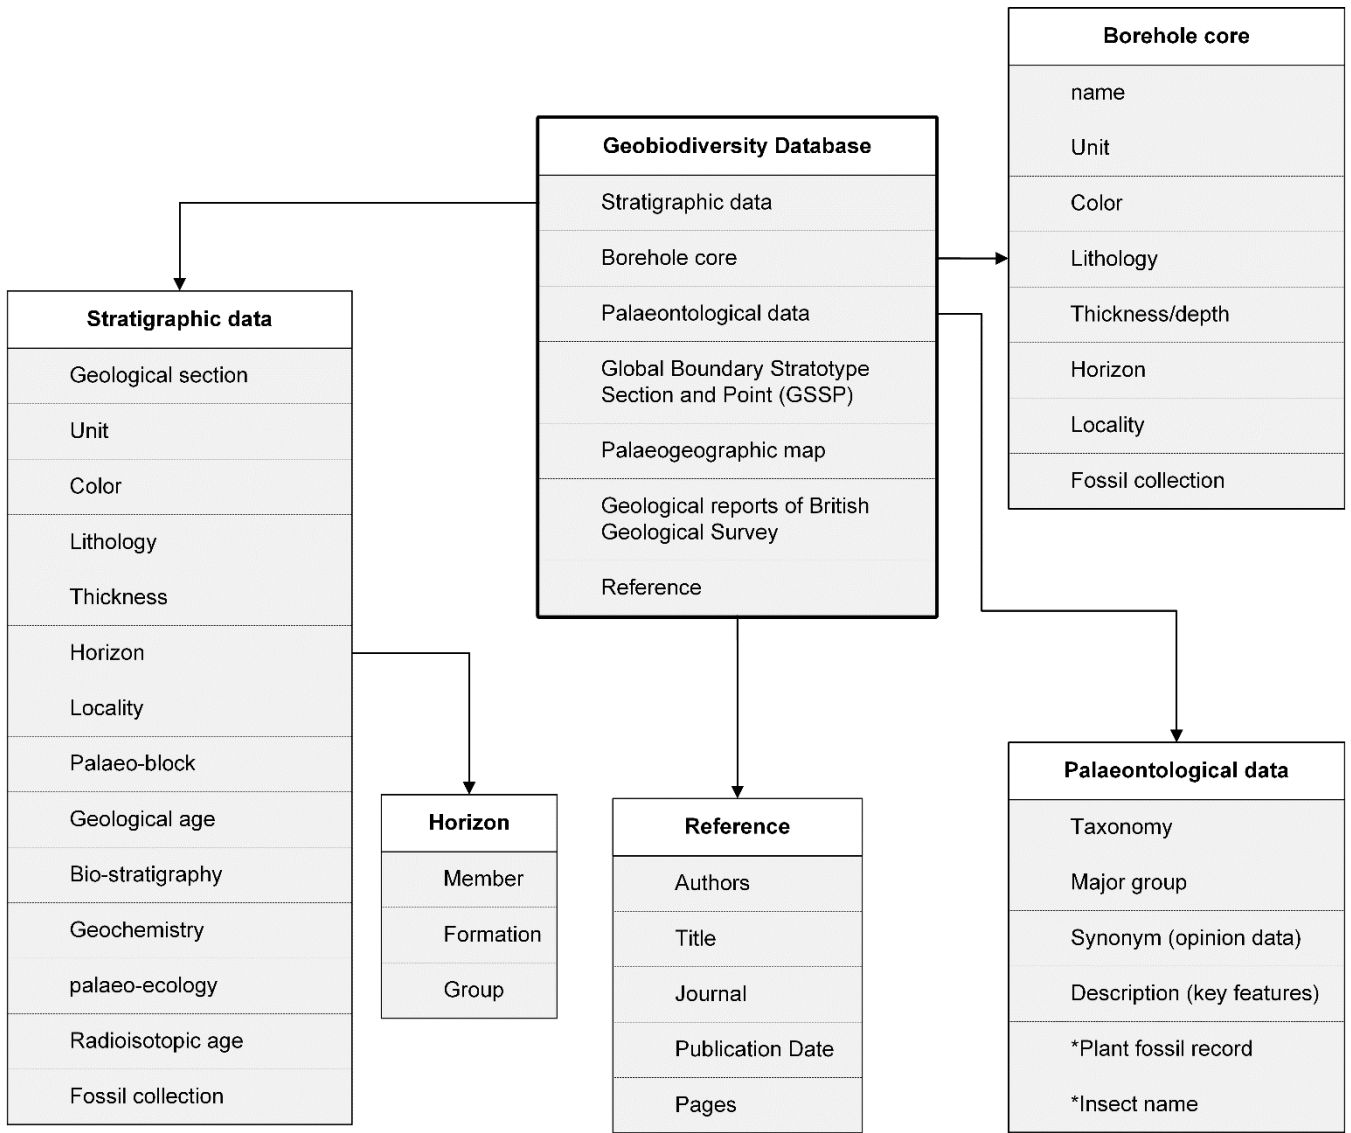 Geobiodiversity Database
Stratigraphic data
Borehole core
Palaeontological data
Global Boundary Stratotype
Section and Point (GSSP)
Palaeogeographic map
Geological reports of British
Geological Survey
Reference
Borehole core
name
Unit
Color
Lithology
Thickness/depth
Horizon
Locality
Fossil collection
Stratigraphic data
Geological section
Unit
Color
Lithology
Thickness
Horizon
Locality
Palaeo-block
Geological age
Bio-stratigraphy
Geochemistry
palaeo-ecology
Radioisotopic age
Fossil collection
Horizon
Member
Formation
Group
Reference
Authors
Title
Journal
Publication Date
Pages
Palaeontological data
Taxonomy
Major group
Synonym (opinion data)
Description (key features)
*Plant fossil record
*Insect name